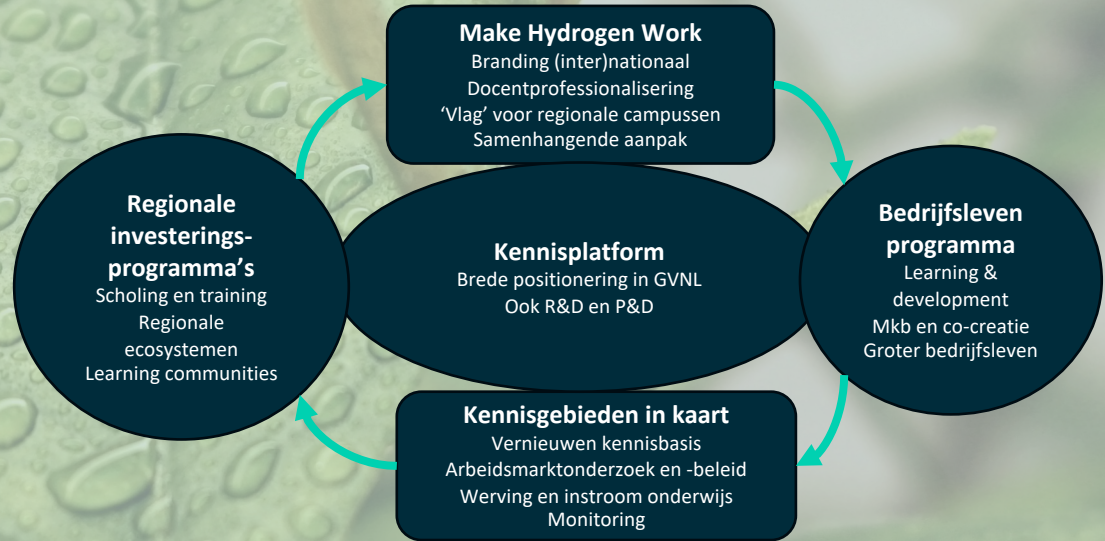 Make Hydrogen Work
Branding (inter)nationaal
Docentprofessionalisering
‘Vlag’ voor regionale campussen
Samenhangende aanpak
Regionale
investerings-
programma’s
Scholing en training
Regionale
ecosystemen
Learning communities
Kennisplatform
Brede positionering in GVNL
Ook R&D en P&D
Bedrijfsleven
programma
Learning &
development
Mkb en co-creatie
Groter bedrijfsleven
Kennisgebieden in kaart
Vernieuwen kennisbasis
Arbeidsmarktonderzoek en -beleid
Werving en instroom onderwijs
Monitoring